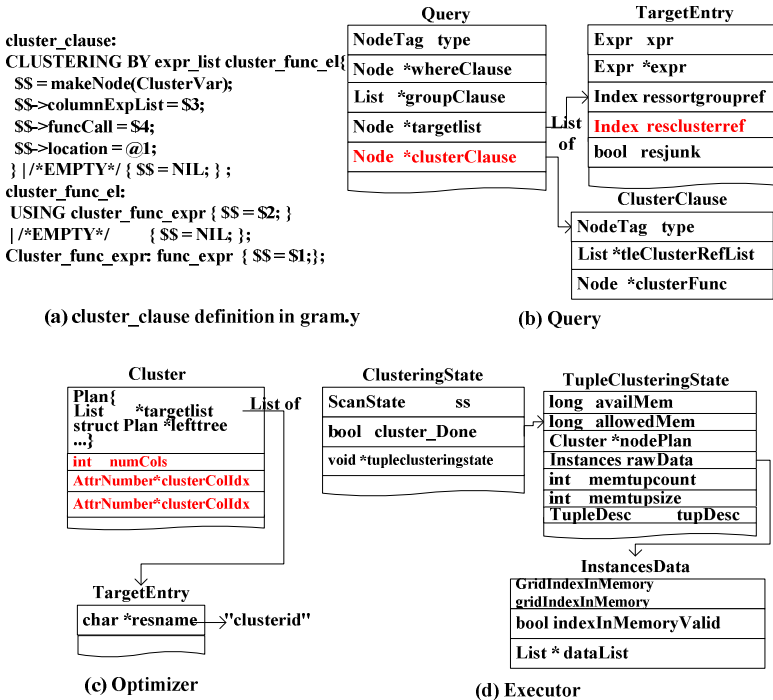 cluster_clause:
CLUSTERING BY expr_list cluster_func_el{
$$ = makeNode(ClusterVar);
$$->columnExpList = $3;
$$->funcCall = $4;
$$->location = @1;
} | /*EMPTY*/ { $$ = NIL; } ;
cluster_func_el:
USING cluster_func_expr { $$ = $2; }
| /*EMPTY*/ { $$ = NIL; };
Cluster_func_expr: func_expr { $$ = $1;};
(a) cluster_clause definition in gram.y
Query
NodeTag type
Node *whereClause
List *groupClause
Node *targetlist
Node *clusterClause
List of
TargetEntry
Expr xpr
Expr *expr
Index ressortgroupref
Index resclusterref
bool resjunk
ClusterClause
NodeTag type
List *tleClusterRefList
Node *clusterFunc
(b) Query
Cluster
Plan{
List *targetlist
struct Plan *lefttree
...}
int numCols
AttrNumber*clusterColIdx
AttrNumber*clusterColIdx
List of
TargetEntry
char *resname
"clusterid"
(c) Optimizer
ClusteringState
ScanState ss
bool cluster_Done
void *tupleclusteringstate
TupleClusteringState
long availMem
long allowedMem
Cluster *nodePlan
Instances rawData
int memtupcount
int memtupsize
TupleDesc tupDesc
InstancesData
GridIndexInMemory
gridIndexInMemory
bool indexInMemoryValid
List * dataList
(d) Executor